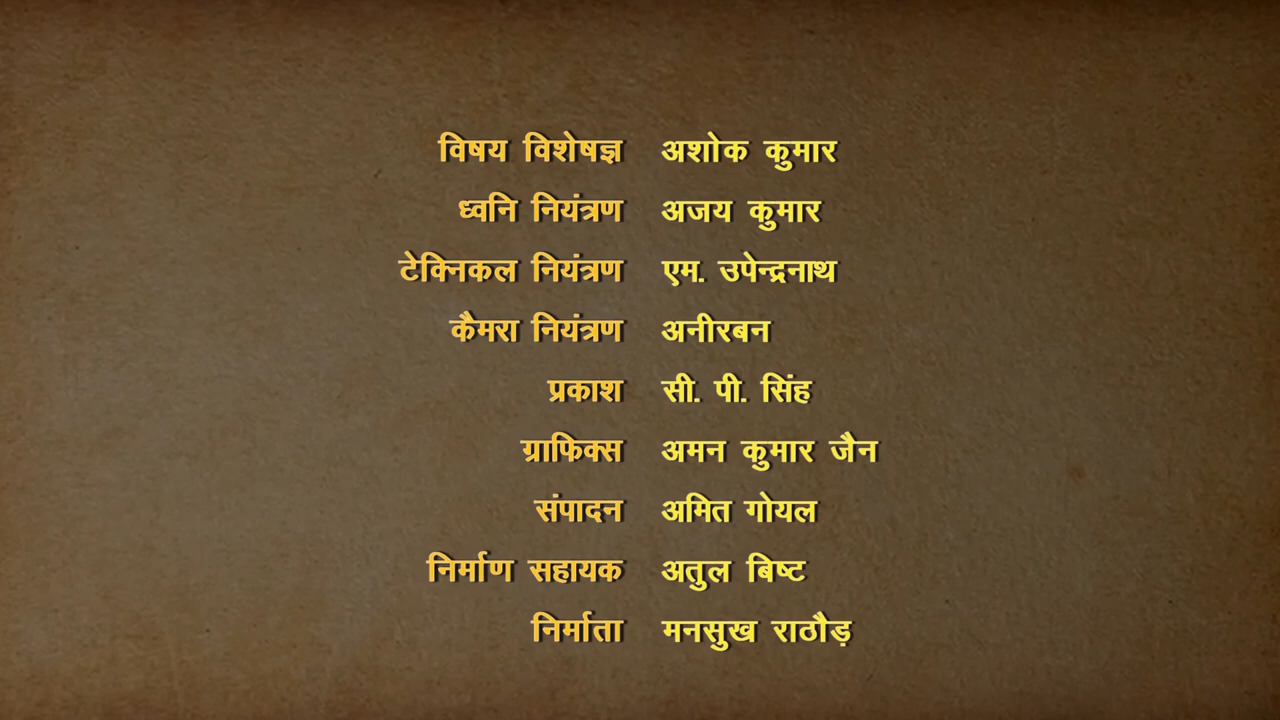 विषय विशेषज्ञ अशोक कुमार
ध्वनि नियंत्रण अजय कुमार
टेक्निकल नियंत्रण एम. उपेन्द्रनाथ
कैमरा नियंत्रण अनीरबन
प्रकाश सी. पी. सिंह
ग्राफिक्स अमन कुमार जैन
संपादन अमित गोयल
निर्माण सहायक अतुल बिष्ट
निर्माता मनसुख राठौड़